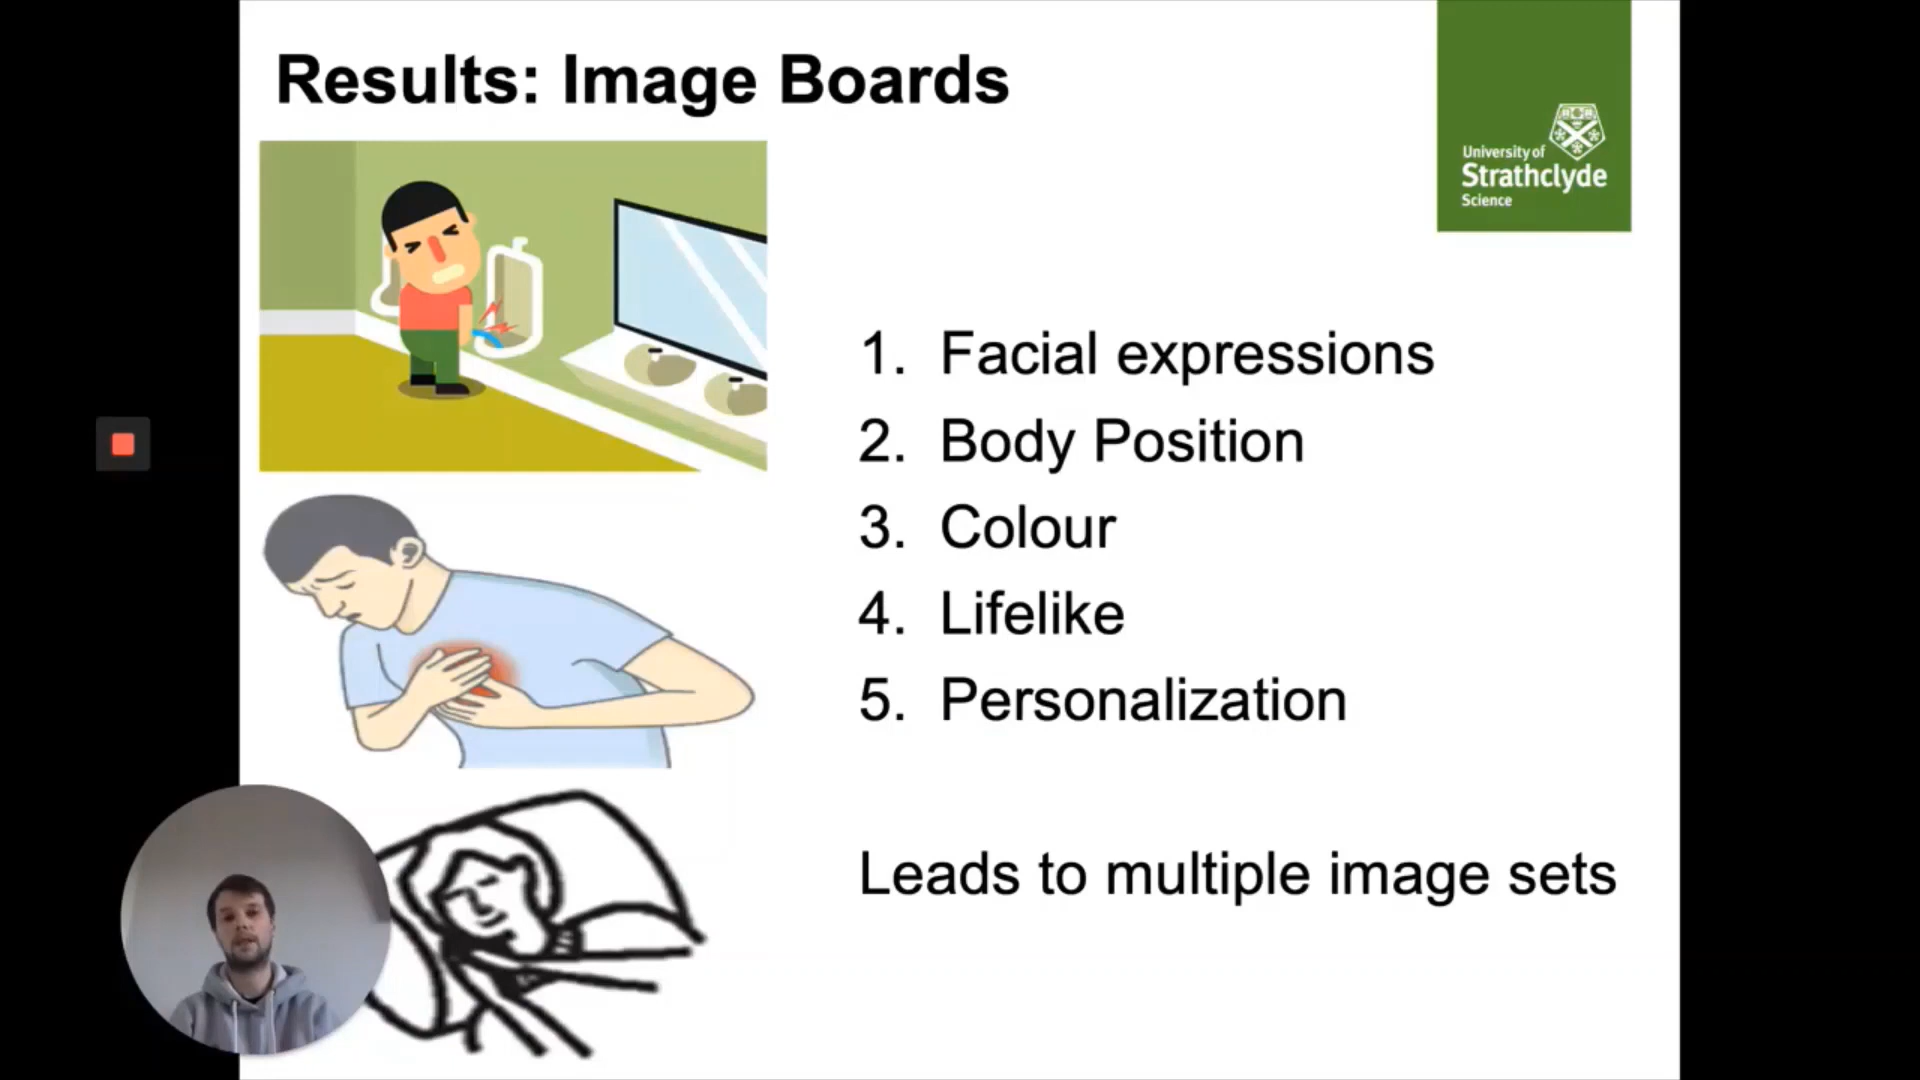 Results: Image Boards
University of
Strathclyde
Science
1. Facial expressions
2. Body Position
3. Colour
4. Lifelike
5. Personalization
Leads to multiple image sets